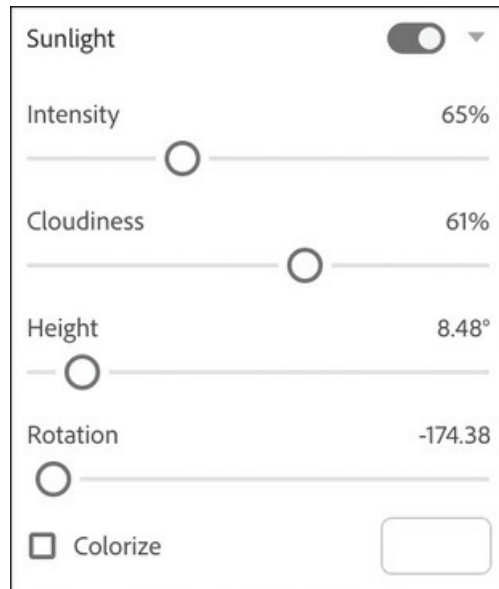 Sunlight
Intensity 65%
Cloudiness 61%
Height 8.48°
Rotation -174.38
Colorize